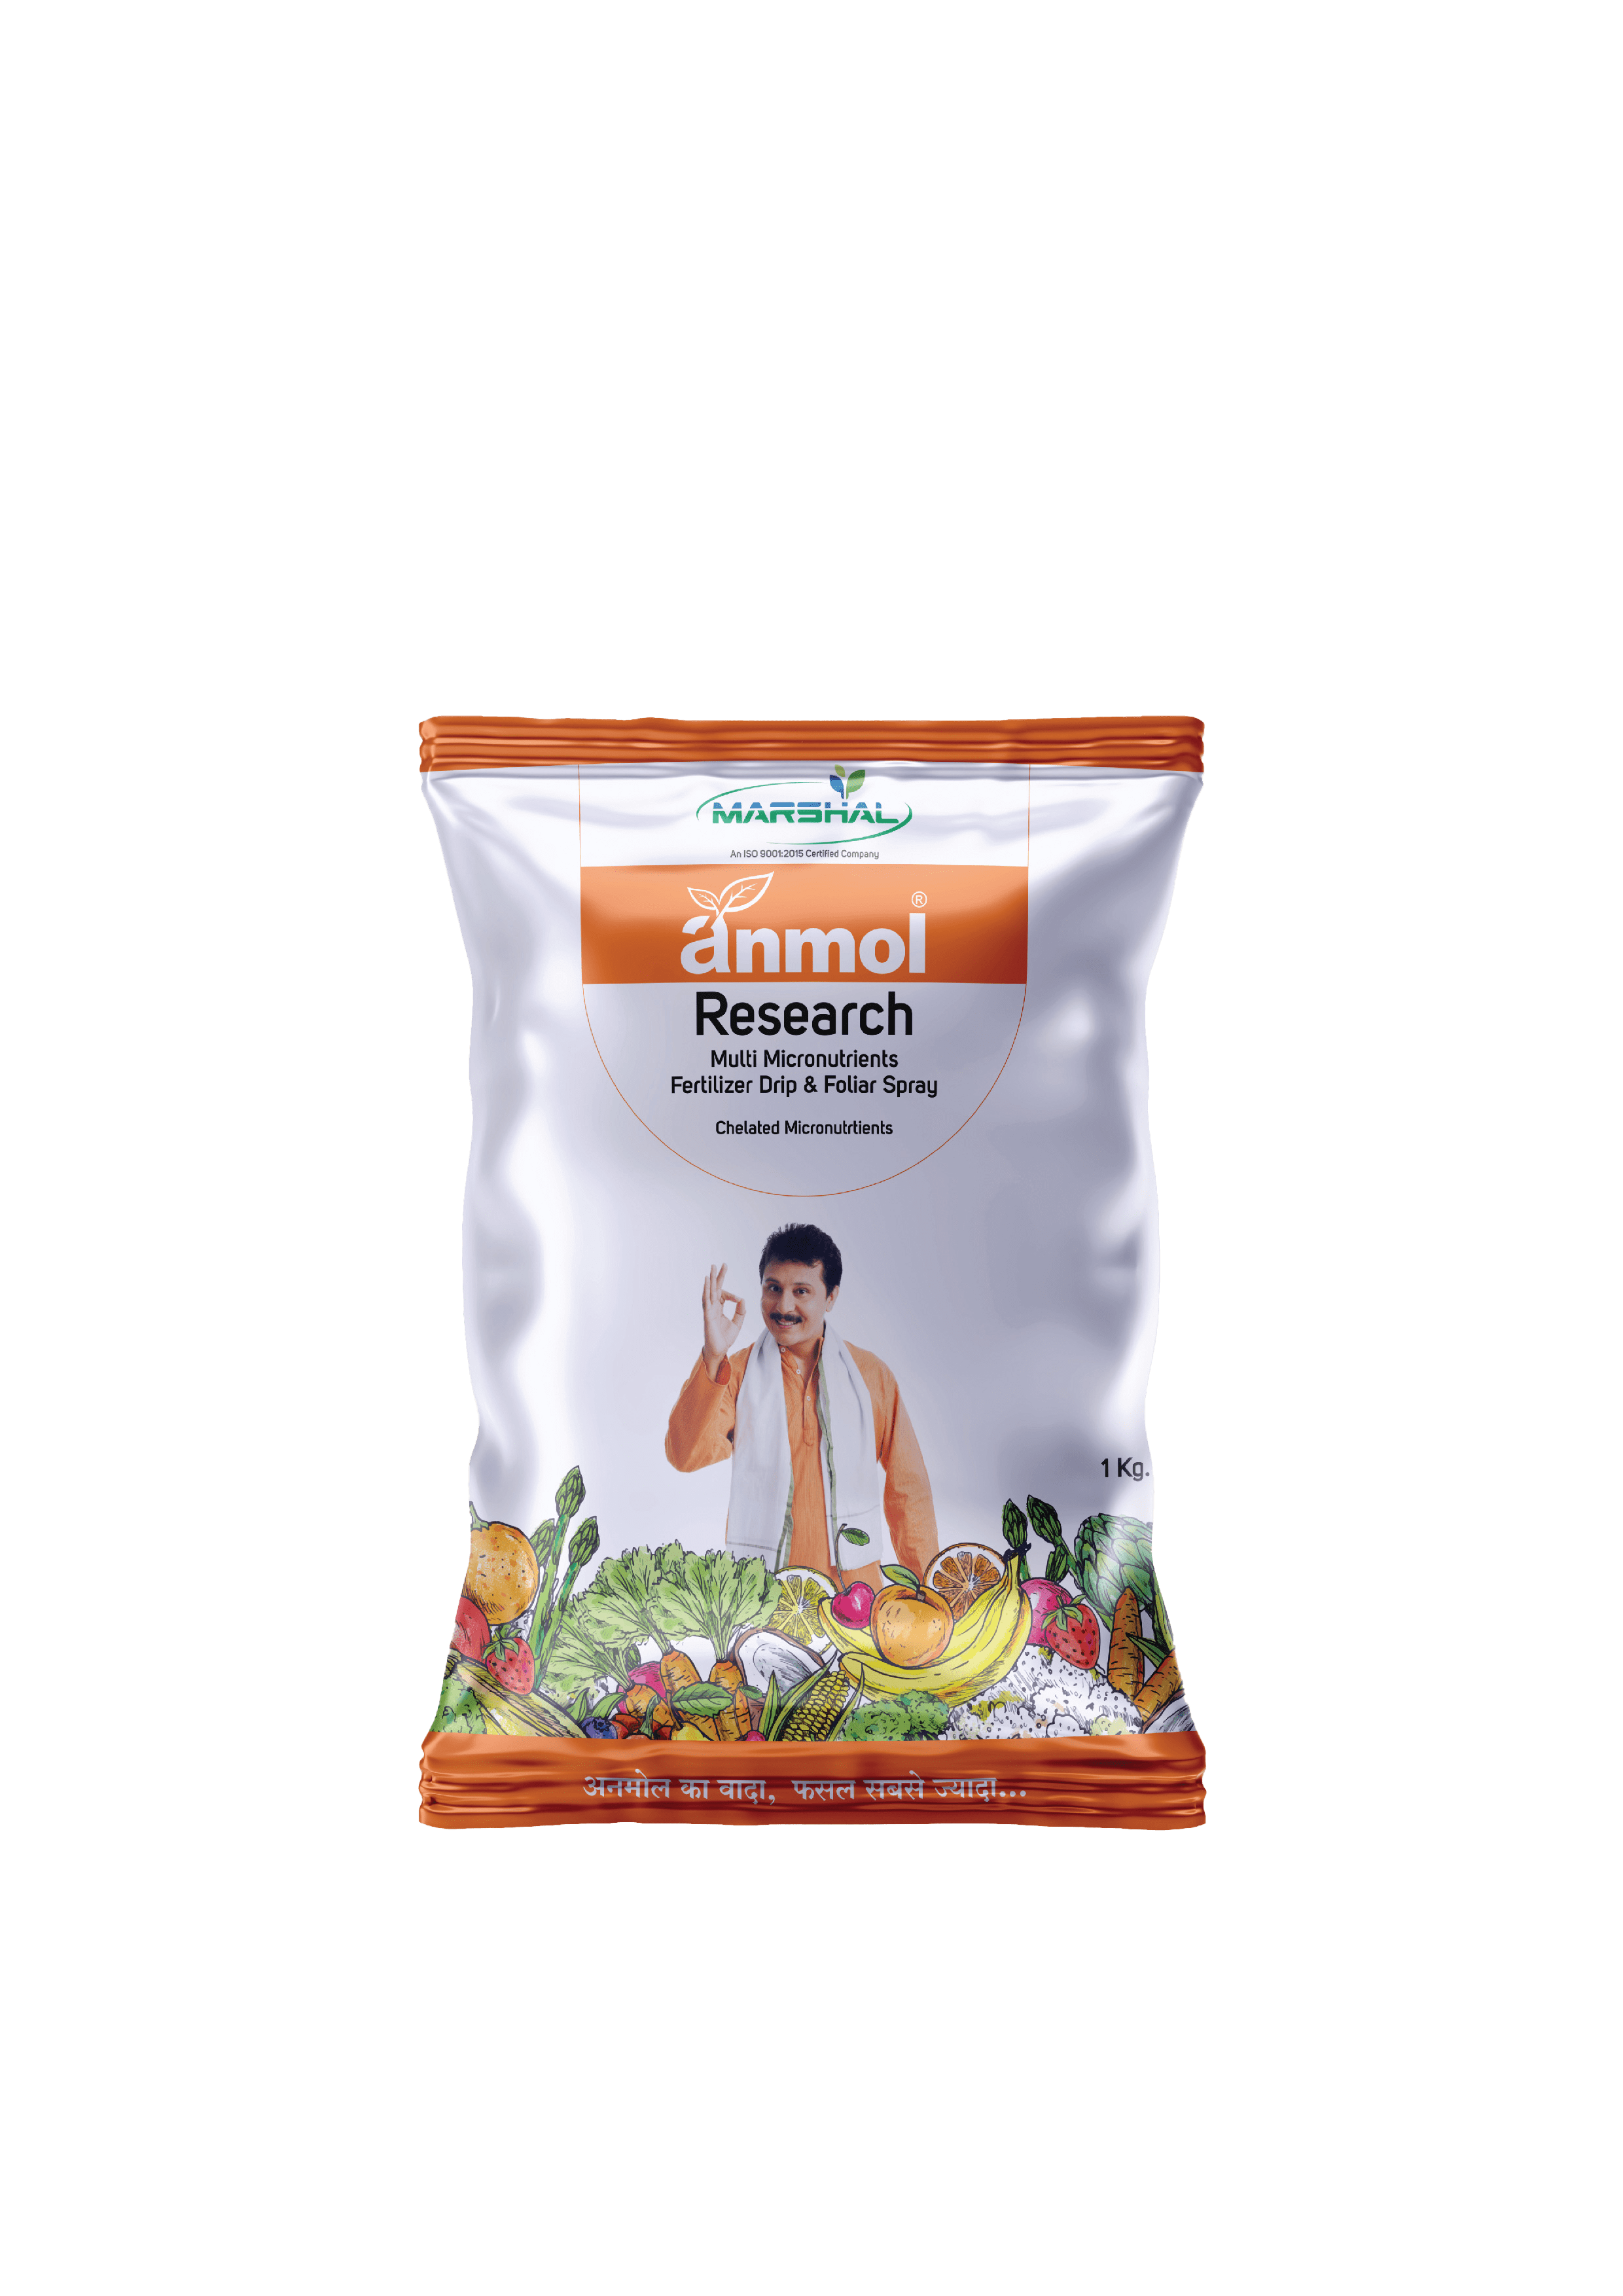 MARSHAL
An ISO 9001:2015 Certified Company
anmol®
Research
Multi Micronutrients
Fertilizer Drip & Foliar Spray
Chelated Micronutrtients
1 Kg.
अनमोल का वादा, फसल सबसे ज्यादा...